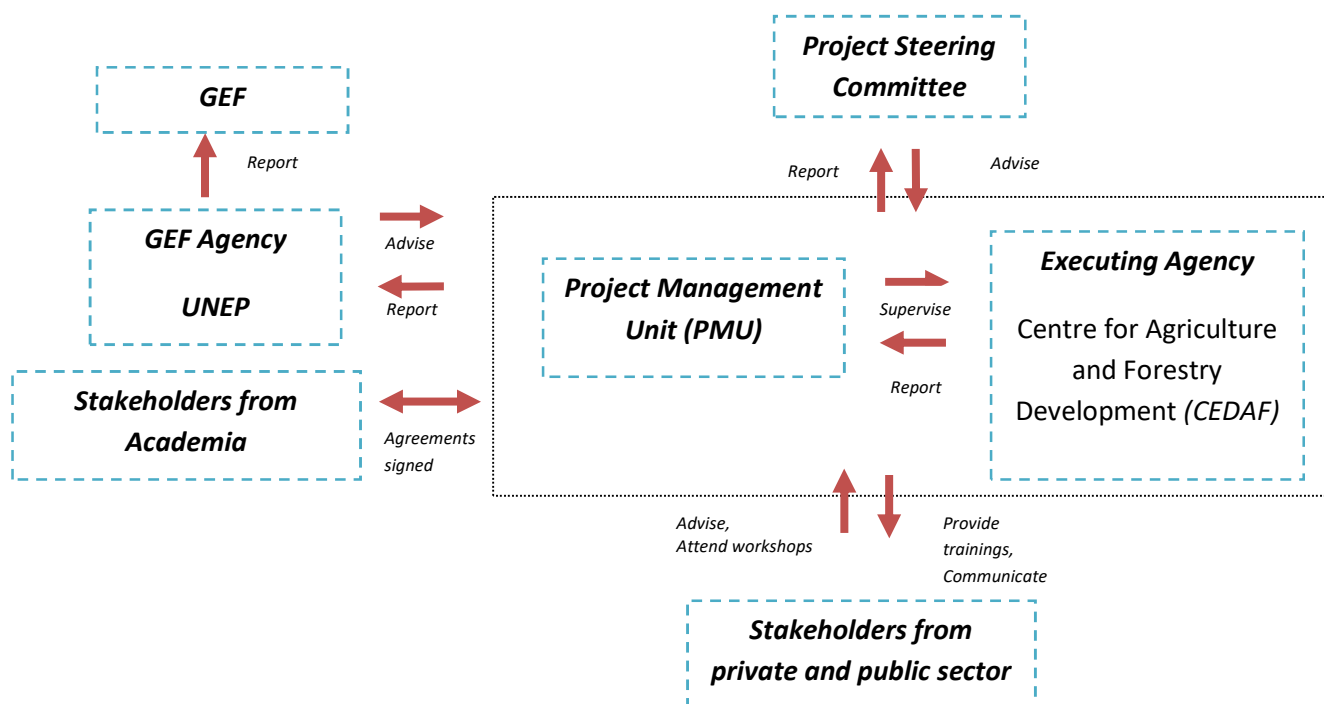 Project Steering
Committee
GEF
Report
Report
Advise
GEF Agency
UNEP
Advise
Report
Project Management
Unit (PMU)
Supervise
Report
Executing Agency
Centre for Agriculture
and Forestry
Development (CEDAF)
Stakeholders from
Academia
Agreements
signed
Advise,
Attend workshops
Provide
trainings,
Communicate
Stakeholders from
private and public sector